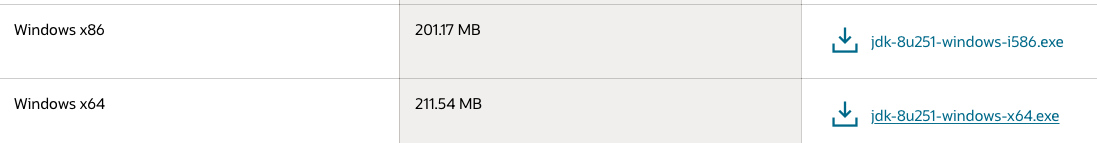 Windows x86
201.17 MB
jdk-8u251-windows-i586.exe
Windows x64
211.54 MB
jdk-8u251-windows-x64.exe